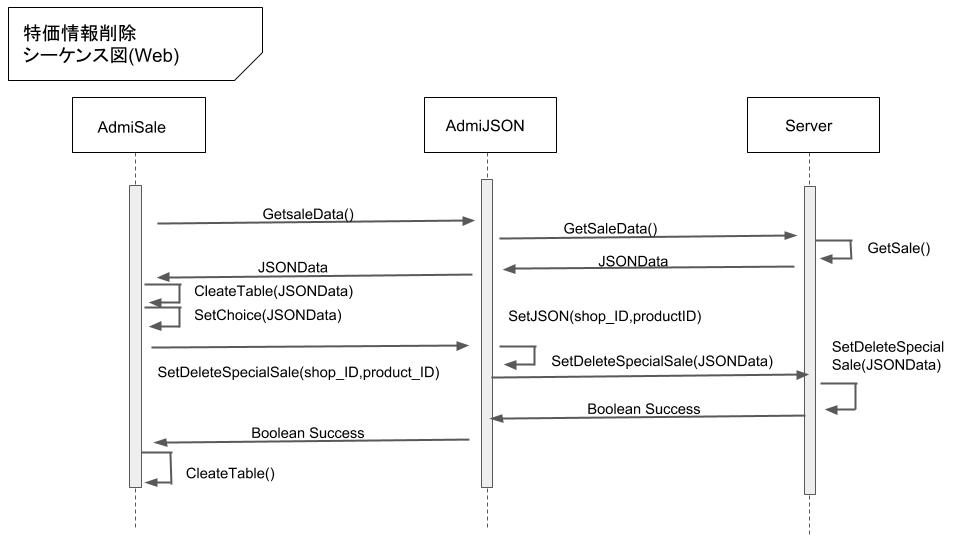 特価情報削除
シーケンス図(Web)
AdmiSale
AdmiJSON
Server
GetsaleData()
GetSaleData()
GetSale()
JSONData
JSONData
CleateTable(JSONData)
SetChoice(JSONData)
SetJSON(shop_ID,productID)
SetDeleteSpecialSale(shop_ID,product_ID)
SetDeleteSpecialSale(JSONData)
SetDeleteSpecial
Sale(JSONData)
Boolean Success
Boolean Success
CleateTable()